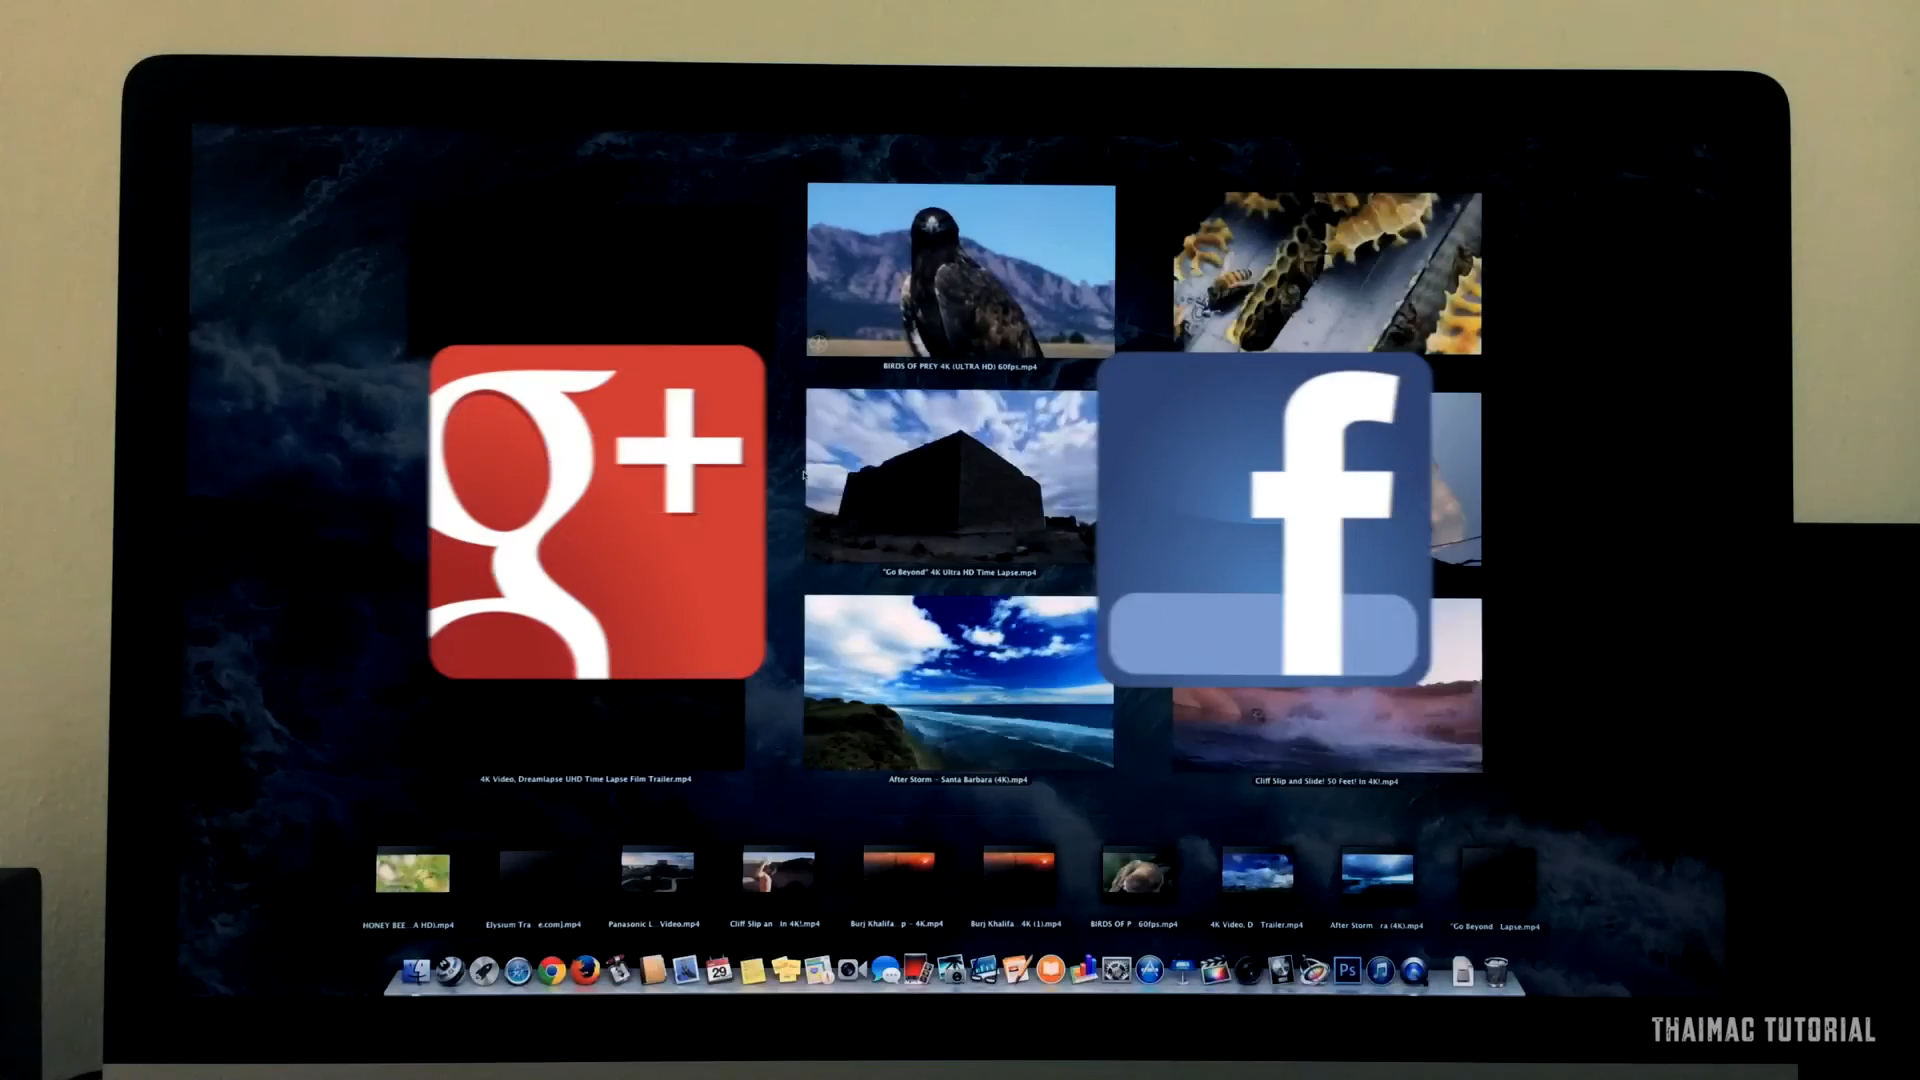 BIRDS OF PREY 4K (ULTRA HD) 60fps.mp4
g+
f
"Go Beyond" 4K Ultra HD Time Lapse.mp4
4K Video, Dreamlapse UHD Time Lapse Film Trailer.mp4
After Storm - Santa Barbara (4K).mp4
Cliff Slip and Slide! 50 Feet! In 4K!.mp4
HONEY BEE...A HD).mp4
Elysium Tra...e.com].mp4
Panasonic L...Video.mp4
Cliff Slip an...In 4K!.mp4
Burj Khalifa...p - 4K.mp4
Burj Khalifa...4K (1).mp4
BIRDS OF P...60fps.mp4
4K Video, D...Trailer.mp4
After Storm...ra (4K).mp4
"Go Beyond...Lapse.mp4
29
Ps
THAIMAC TUTORIAL